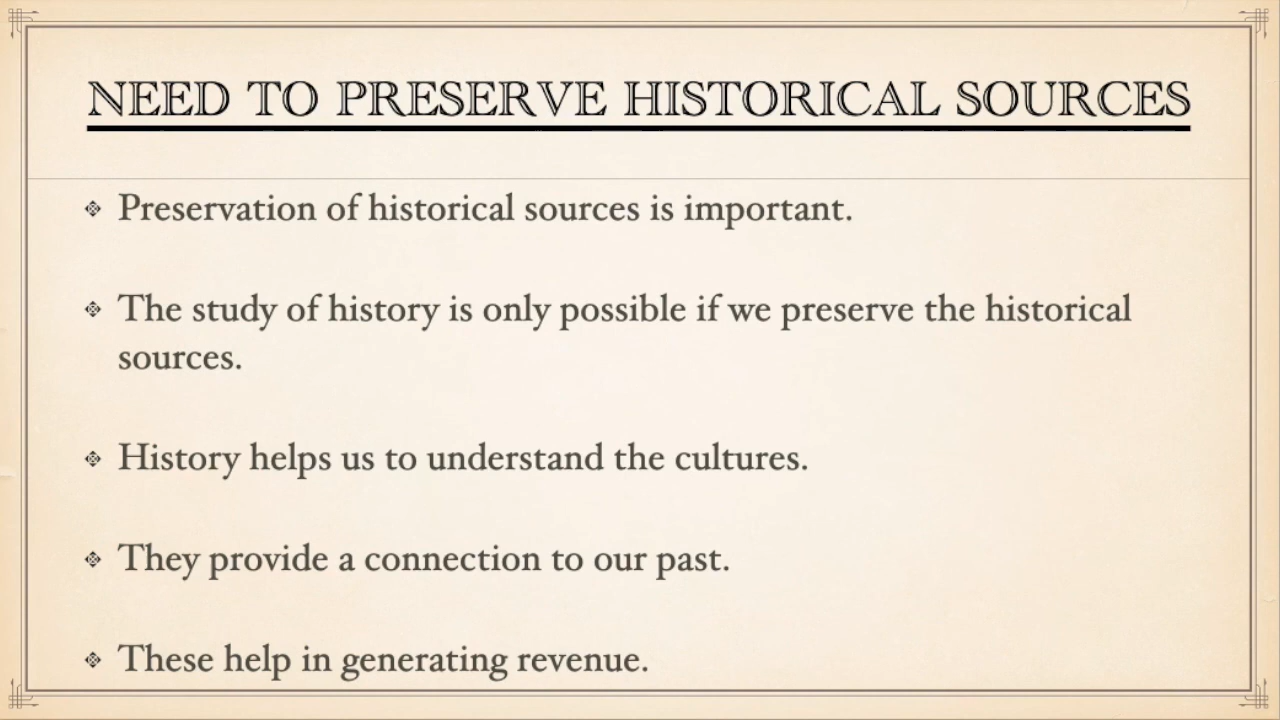 NEED TO PRESERVE HISTORICAL SOURCES
Preservation of historical sources is important.
The study of history is only possible if we preserve the historical
sources.
History helps us to understand the cultures.
They provide a connection to our past.
These help in generating revenue.